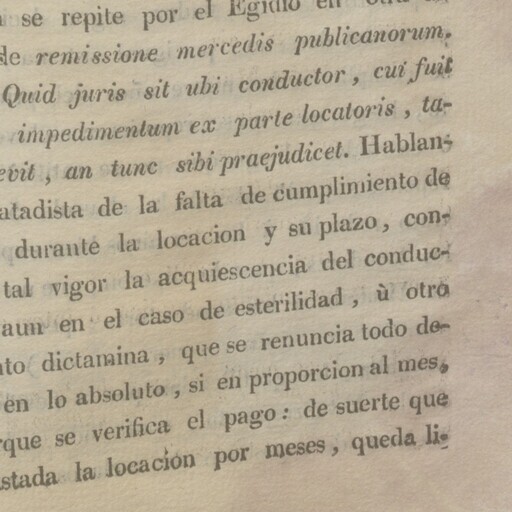 se repite por el Egidio en
de remissione mercedis publicanorum.
Quid juris sit ubi conductor, cui fuit
impedimentum ex parte locatoris, ta-
evit, an tunc sibi praejudicet. Hablan-
atadista de la falta de cumplimiento de
durante la locacion y su plazo, con-
tal vigor la acquiescencia del conduc-
aun en el caso de esterilidad, ù otro
nto dictamina, que se renuncia todo de-
en lo absoluto, si en proporcion al mes,
rque se verifica el pago: de suerte que
stada la locacion por meses, queda li-